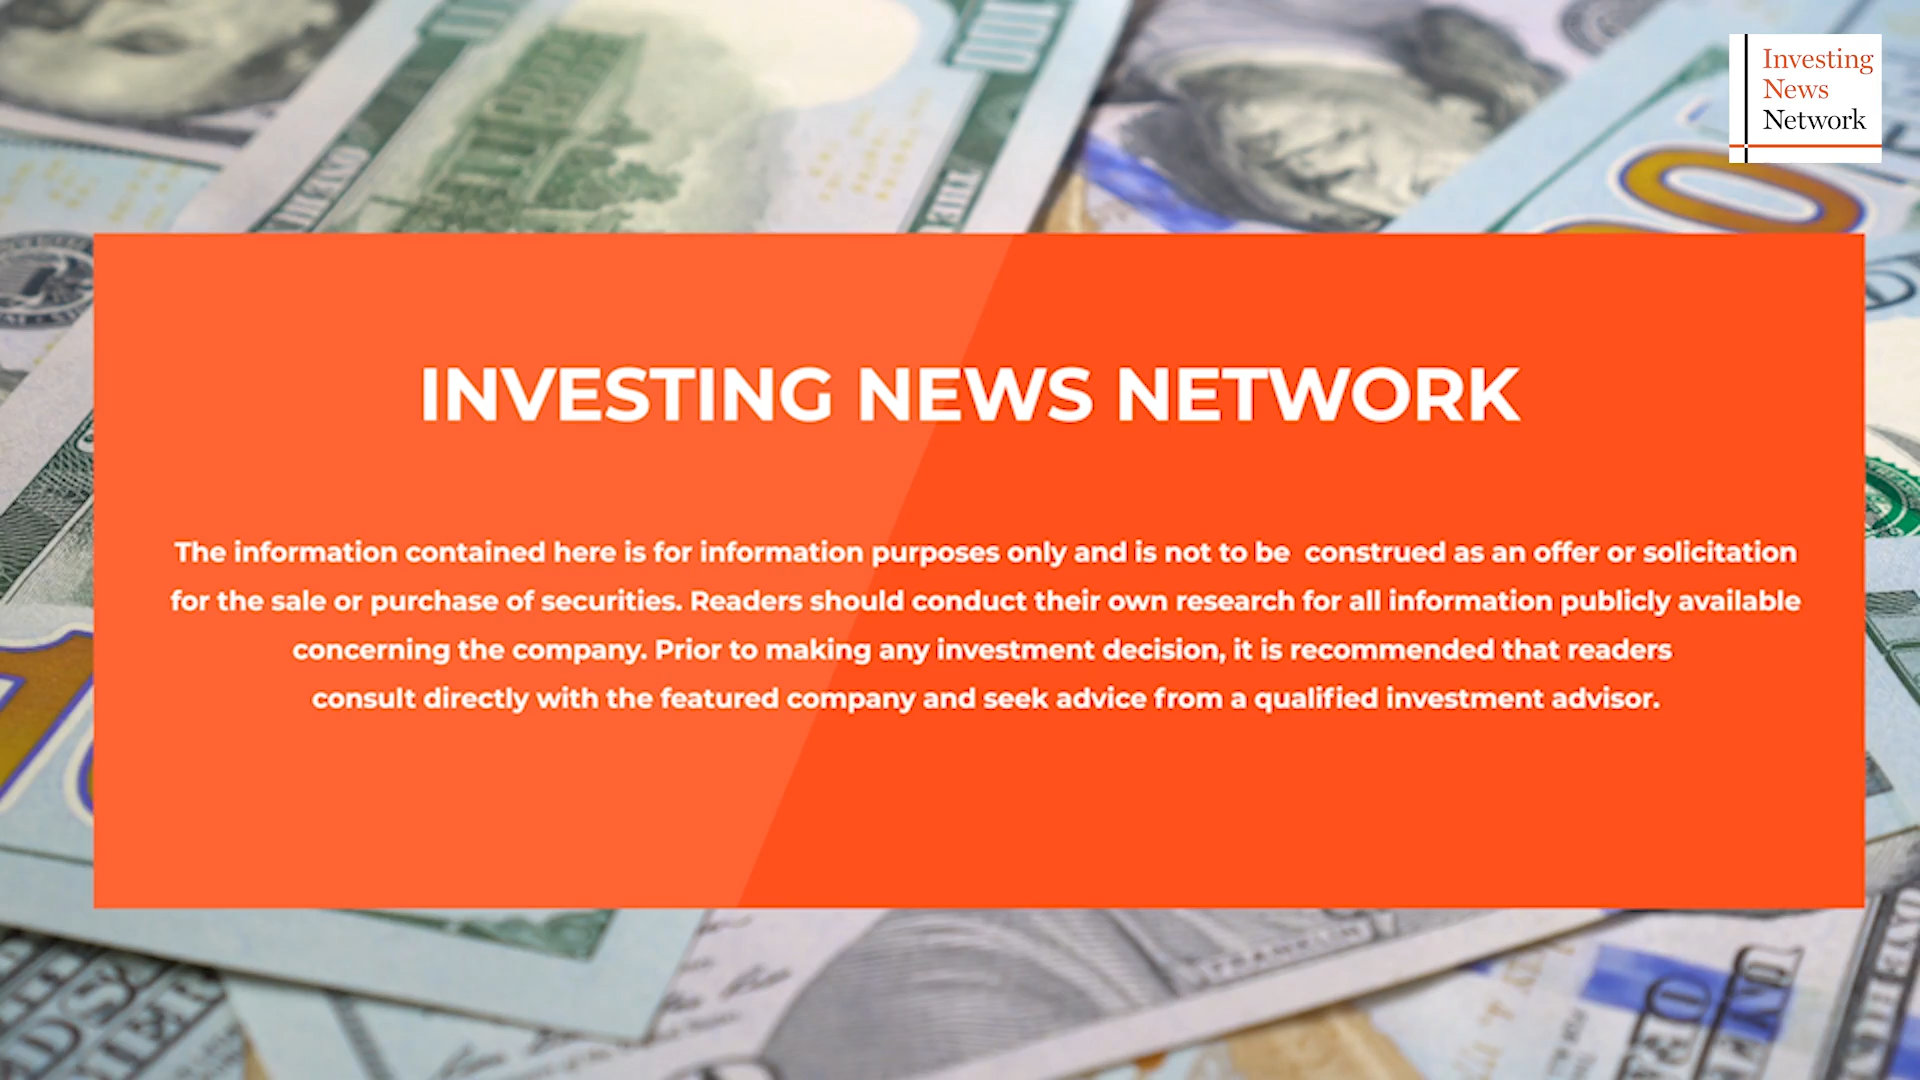 Investing
News
Network
INVESTING NEWS NETWORK
The information contained here is for information purposes only and is not to be  construed as an offer or solicitation
for the sale or purchase of securities. Readers should conduct their own research for all information publicly available
concerning the company. Prior to making any investment decision, it is recommended that readers
consult directly with the featured company and seek advice from a qualified investment advisor.